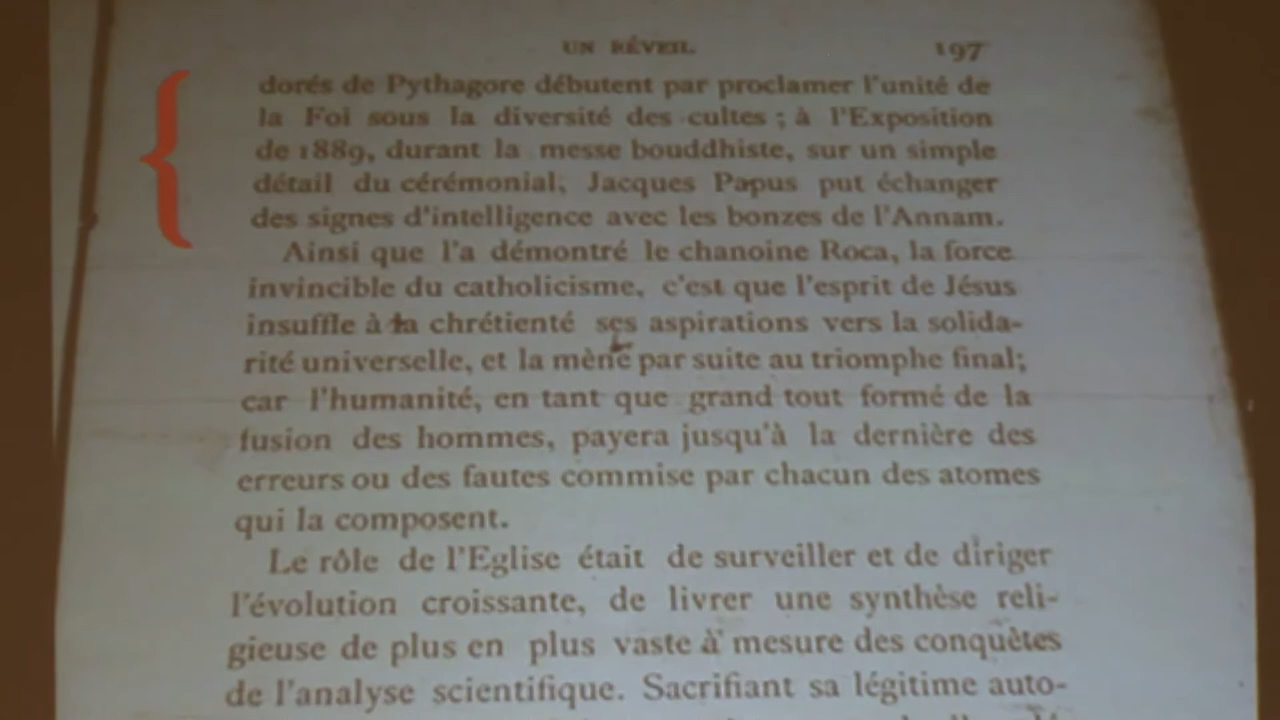 UN RÉVEIL 197
dorés de Pythagore débutent par proclamer l'unité de
la Foi sous la diversité des cultes ; à l'Exposition
de 1889, durant la messe bouddhiste, sur un simple
détail du cérémonial, Jacques Papus put échanger
des signes d'intelligence avec les bonzes de l'Annam.
Ainsi que l'a démontré le chanoine Roca, la force
invincible du catholicisme, c'est que l'esprit de Jésus
insuffle à la chrétienté ses aspirations vers la solida-
rité universelle, et la mène par suite au triomphe final;
car l'humanité, en tant que grand tout formé de la
fusion des hommes, payera jusqu'à la dernière des
erreurs ou des fautes commise par chacun des atomes
qui la composent.
Le rôle de l'Eglise était de surveiller et de diriger
l'évolution croissante, de livrer une synthèse reli-
gieuse de plus en plus vaste à mesure des conquètes
de l'analyse scientifique. Sacrifiant sa légitime auto-